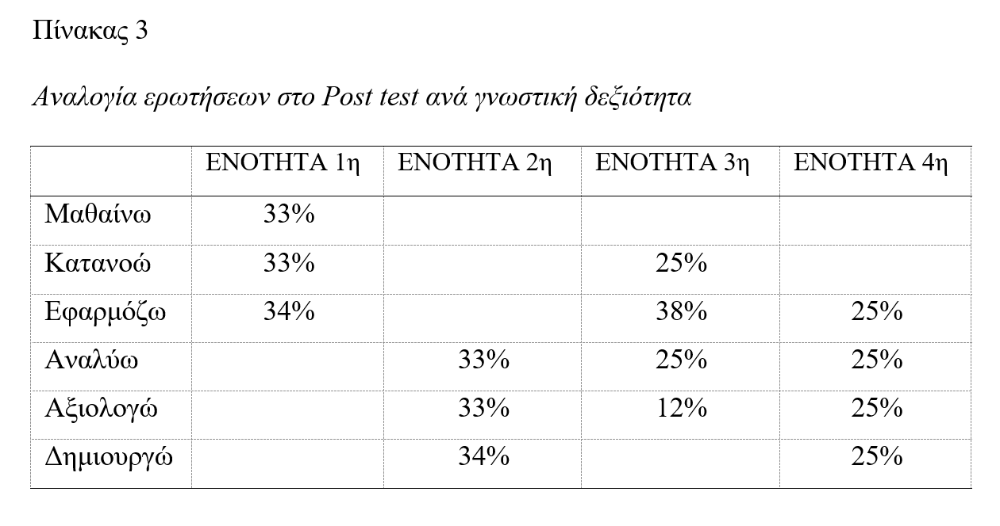 Πίνακας 3
Αναλογία ερωτήσεων στο Post test ανά γνωστική δεξιότητα
ΕΝΟΤΗΤΑ 1η ΕΝΟΤΗΤΑ 2η ΕΝΟΤΗΤΑ 3η ΕΝΟΤΗΤΑ 4η
Μαθαίνω 33%
Κατανοώ 33% 25%
Εφαρμόζω 34% 38% 25%
Αναλύω 33% 25% 25%
Αξιολογώ 33% 12% 25%
Δημιουργώ 34% 25%